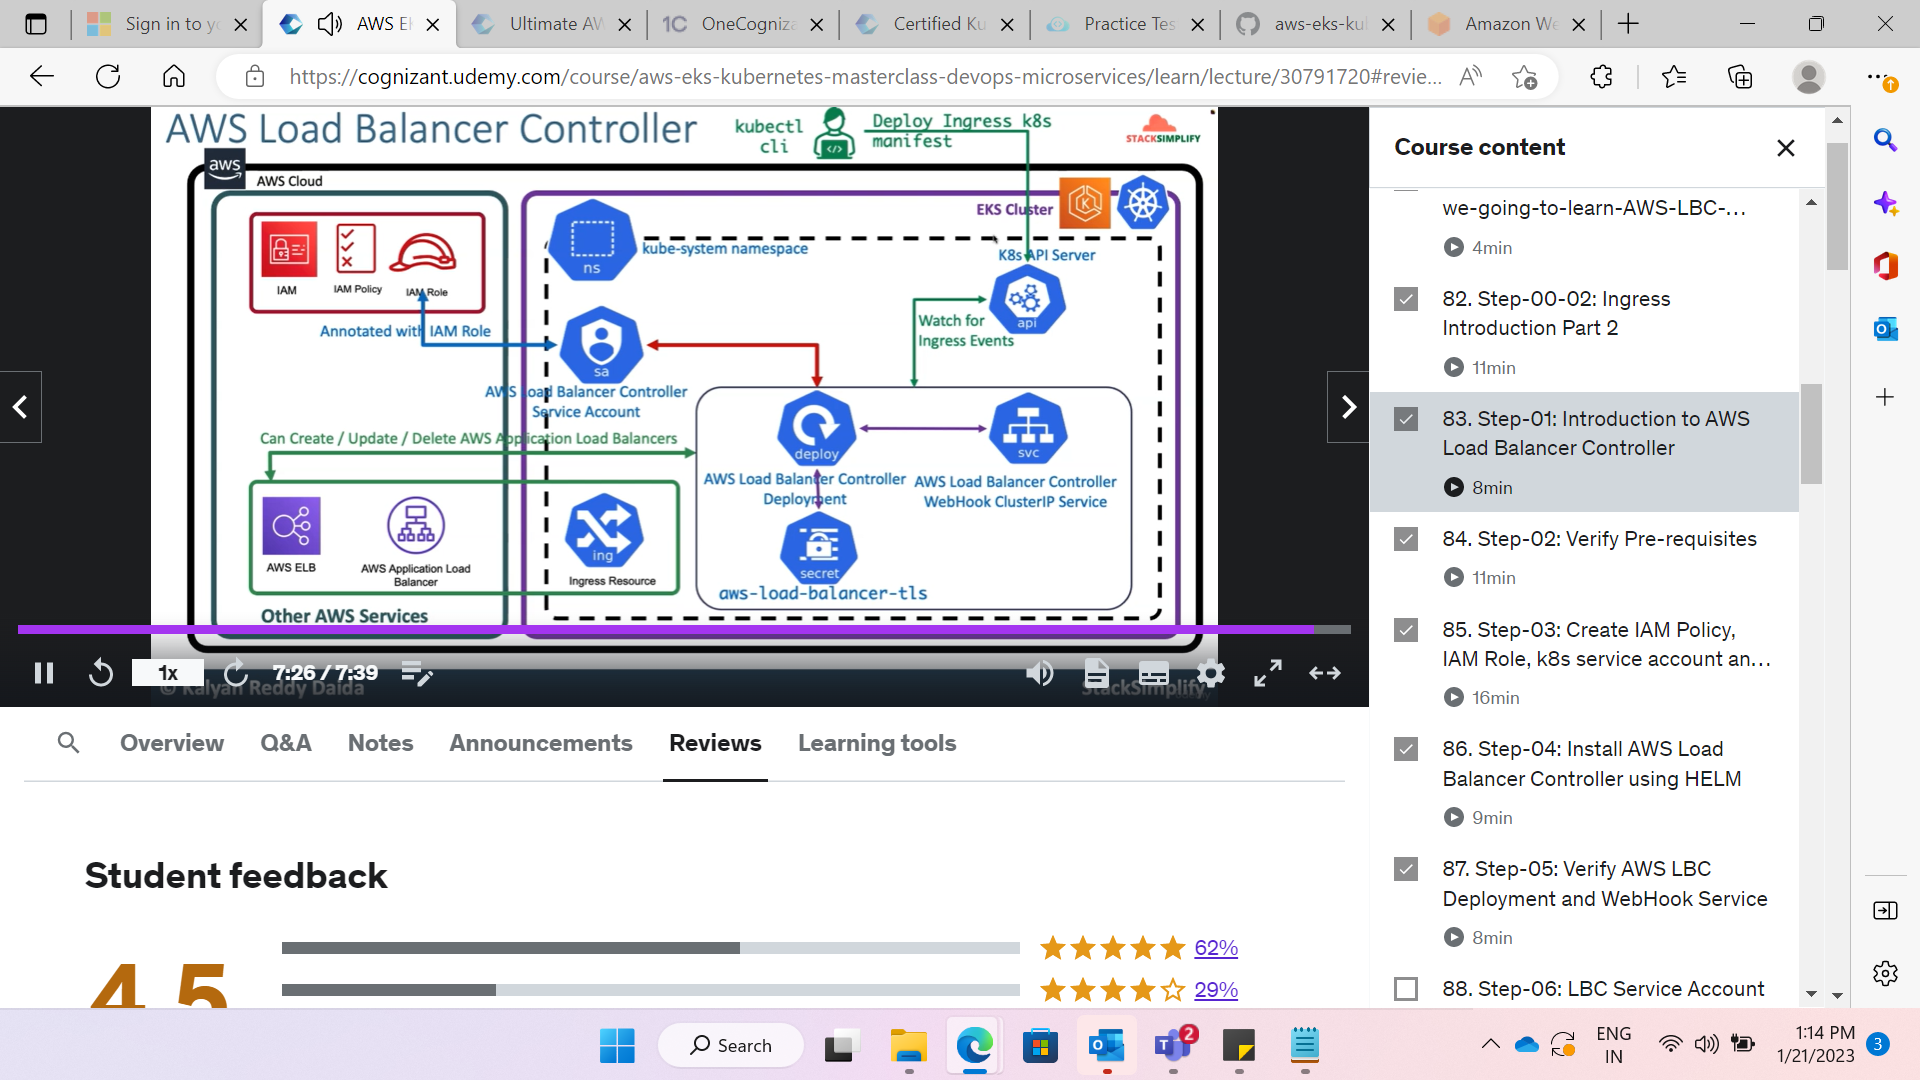 Sign in to yo
AWS EK
Ultimate AW
OneCogniza
Certified Ku
Practice Tes
aws-eks-kub
Amazon We
https://cognizant.udemy.com/course/aws-eks-kubernetes-masterclass-devops-microservices/learn/lecture/30791720#revie...
AWS Load Balancer Controller
kubectl
cli
Deploy Ingress k8s
manifest
STACKSIMPLIFY
aws
AWS Cloud
EKS Cluster
ns
kube-system namespace
K8s API Server
IAM
IAM Policy
IAM Role
api
Annotated with IAM Role
Watch for
Ingress Events
sa
AWS Load Balancer Controller
Service Account
Can Create / Update / Delete AWS Application Load Balancers
deploy
svc
AWS Load Balancer Controller
Deployment
AWS Load Balancer Controller
WebHook ClusterIP Service
AWS ELB
AWS Application Load
Balancer
ing
Ingress Resource
secret
aws-load-balancer-tls
Other AWS Services
1x
7:26 / 7:39
© Kalyan Reddy Daida
StackSimplify
Overview
Q&A
Notes
Announcements
Reviews
Learning tools
Student feedback
4.5
62%
29%
Course content
we-going-to-learn-AWS-LBC-...
4min
82. Step-00-02: Ingress
Introduction Part 2
11min
83. Step-01: Introduction to AWS
Load Balancer Controller
8min
84. Step-02: Verify Pre-requisites
11min
85. Step-03: Create IAM Policy,
IAM Role, k8s service account an...
16min
86. Step-04: Install AWS Load
Balancer Controller using HELM
9min
87. Step-05: Verify AWS LBC
Deployment and WebHook Service
8min
88. Step-06: LBC Service Account
Search
2
ENG
IN
1:14 PM
1/21/2023
3